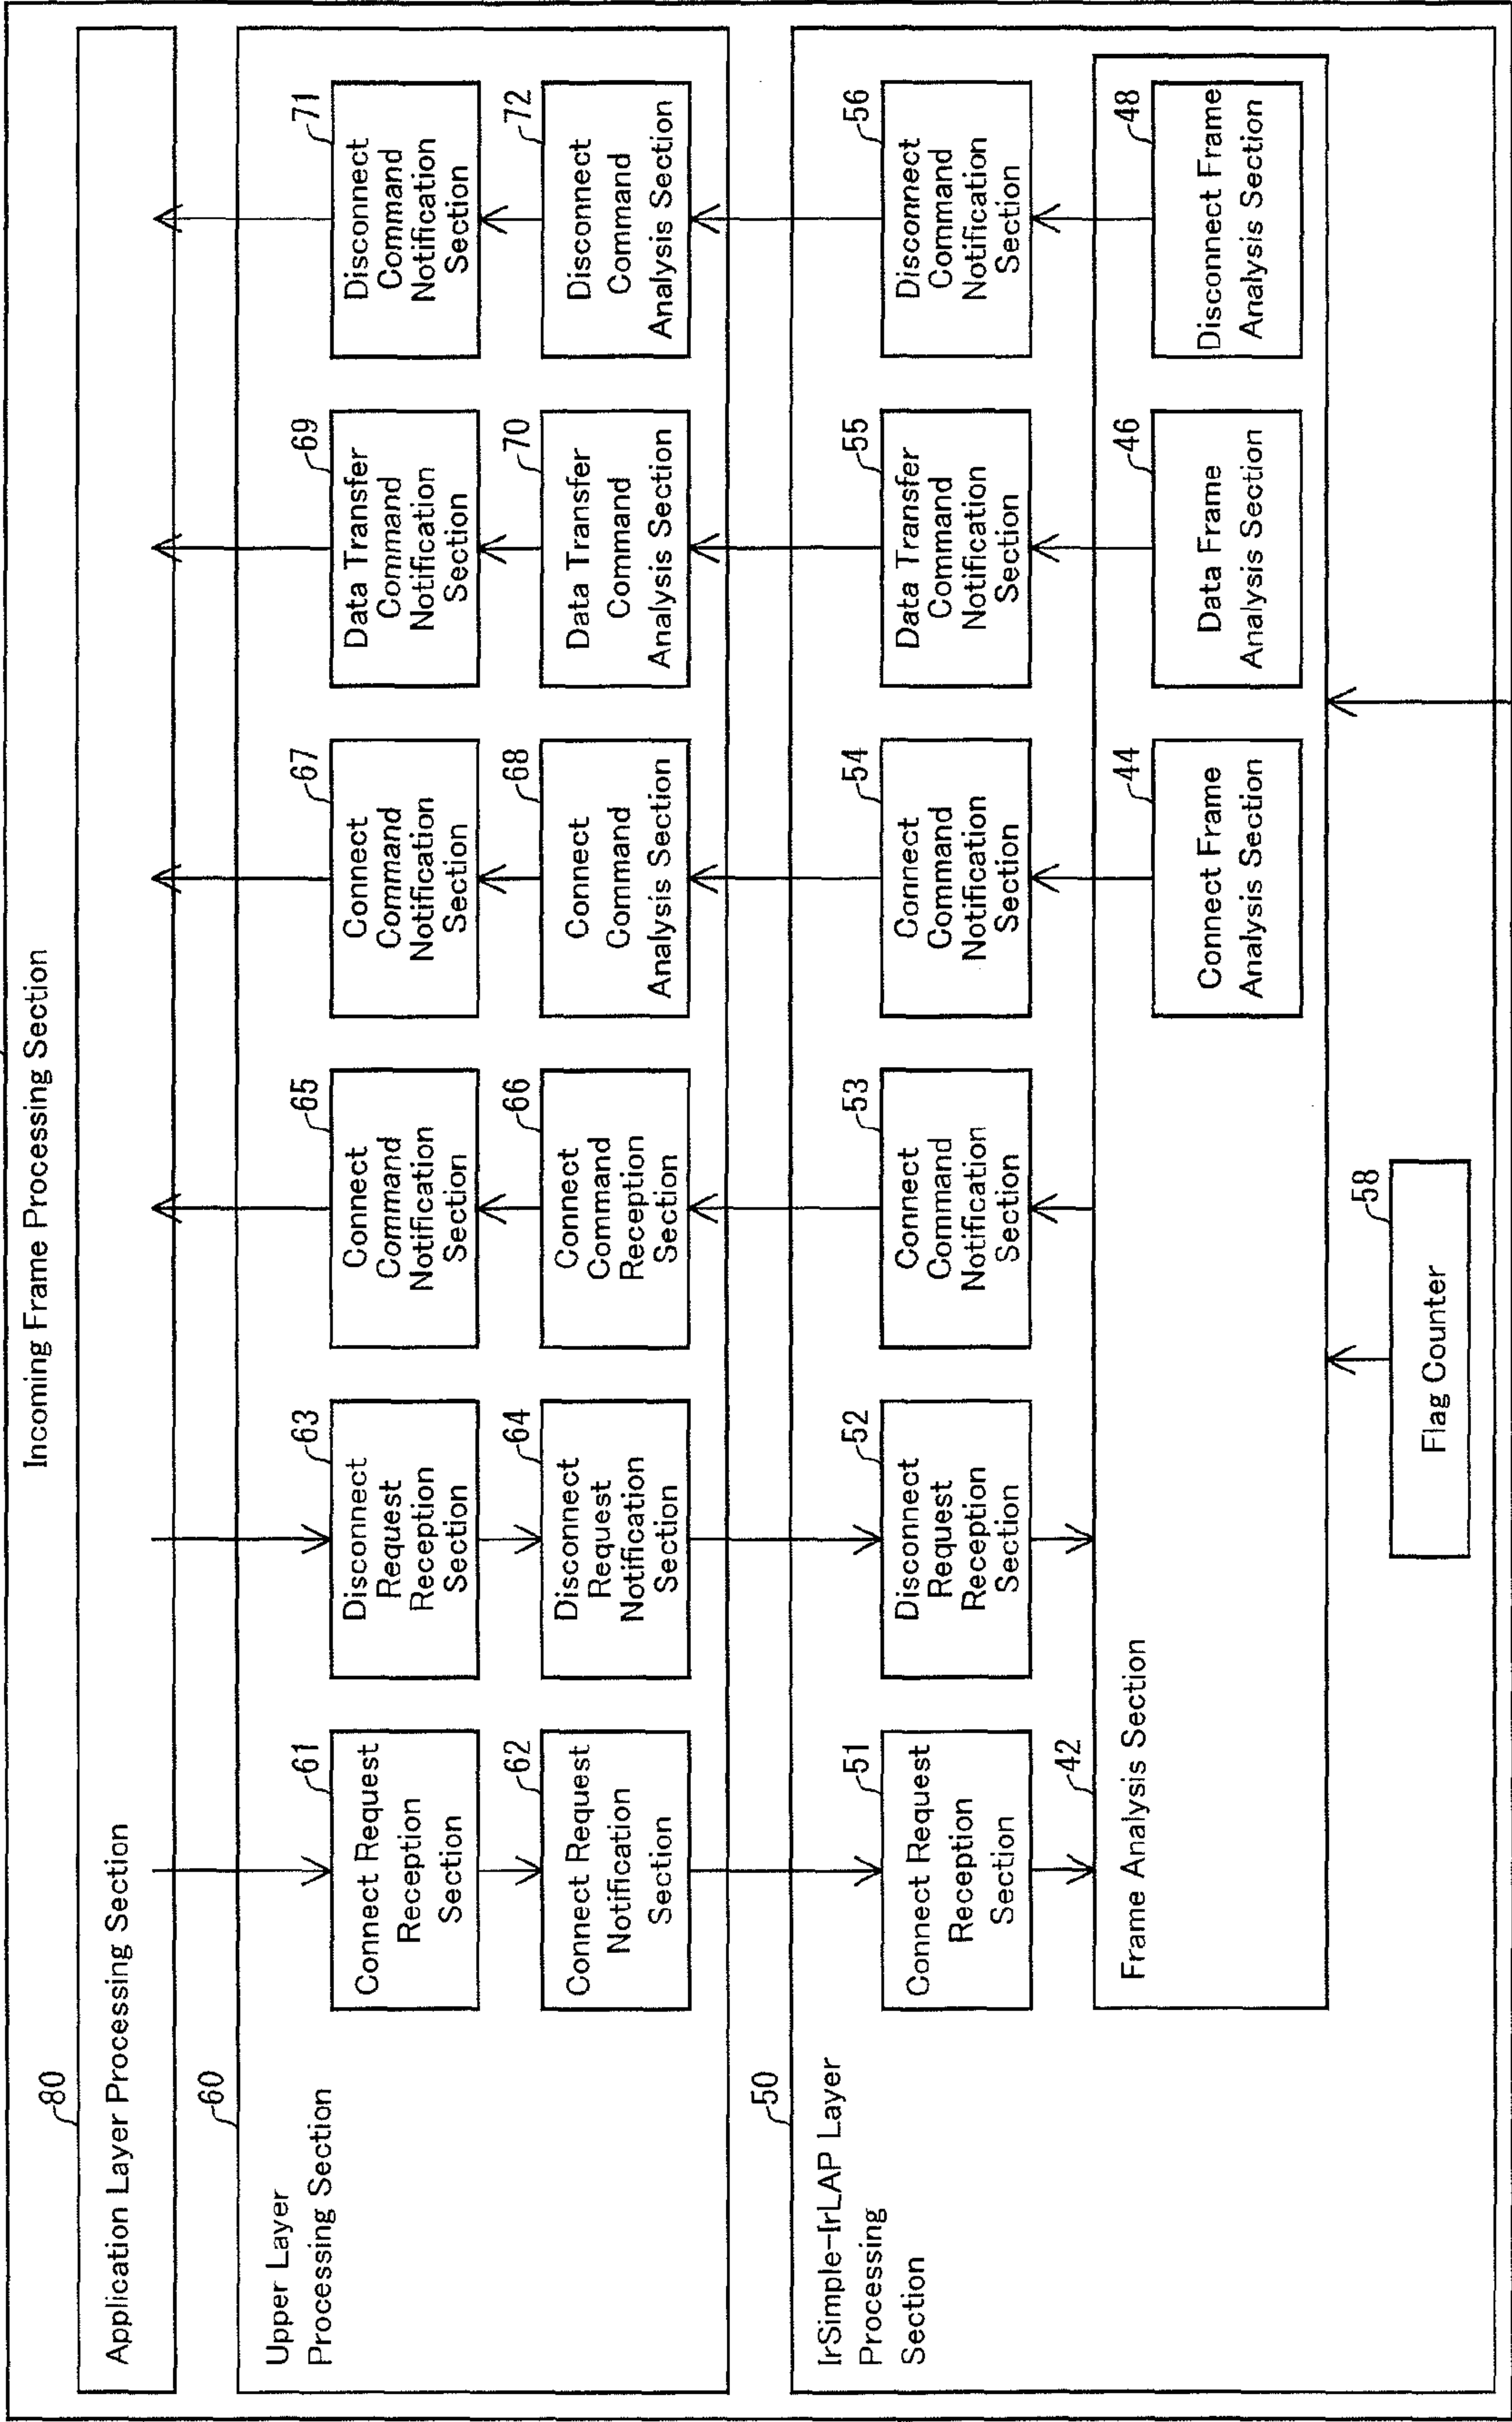 Incoming Frame Processing Section
80
Application Layer Processing Section
60
Upper Layer
Processing Section
61
Connect Request
Reception
Section
63
Disconnect
Request
Reception
Section
65
Connect
Command
Notification
Section
67
Connect
Command
Notification
Section
69
Data Transfer
Command
Notification
Section
71
Disconnect
Command
Notification
Section
62
Connect Request
Notification
Section
64
Disconnect
Request
Notification
Section
66
Connect
Command
Reception
Section
68
Connect
Command
Analysis Section
70
Data Transfer
Command
Analysis Section
72
Disconnect
Command
Analysis Section
50
IrSimple-IrLAP Layer
Processing
Section
51
Connect Request
Reception
Section
52
Disconnect
Request
Reception
Section
53
Connect
Command
Notification
Section
54
Connect
Command
Notification
Section
55
Data Transfer
Command
Notification
Section
56
Disconnect
Command
Notification
Section
42
Frame Analysis Section
44
Connect Frame
Analysis Section
46
Data Frame
Analysis Section
48
Disconnect Frame
Analysis Section
58
Flag Counter